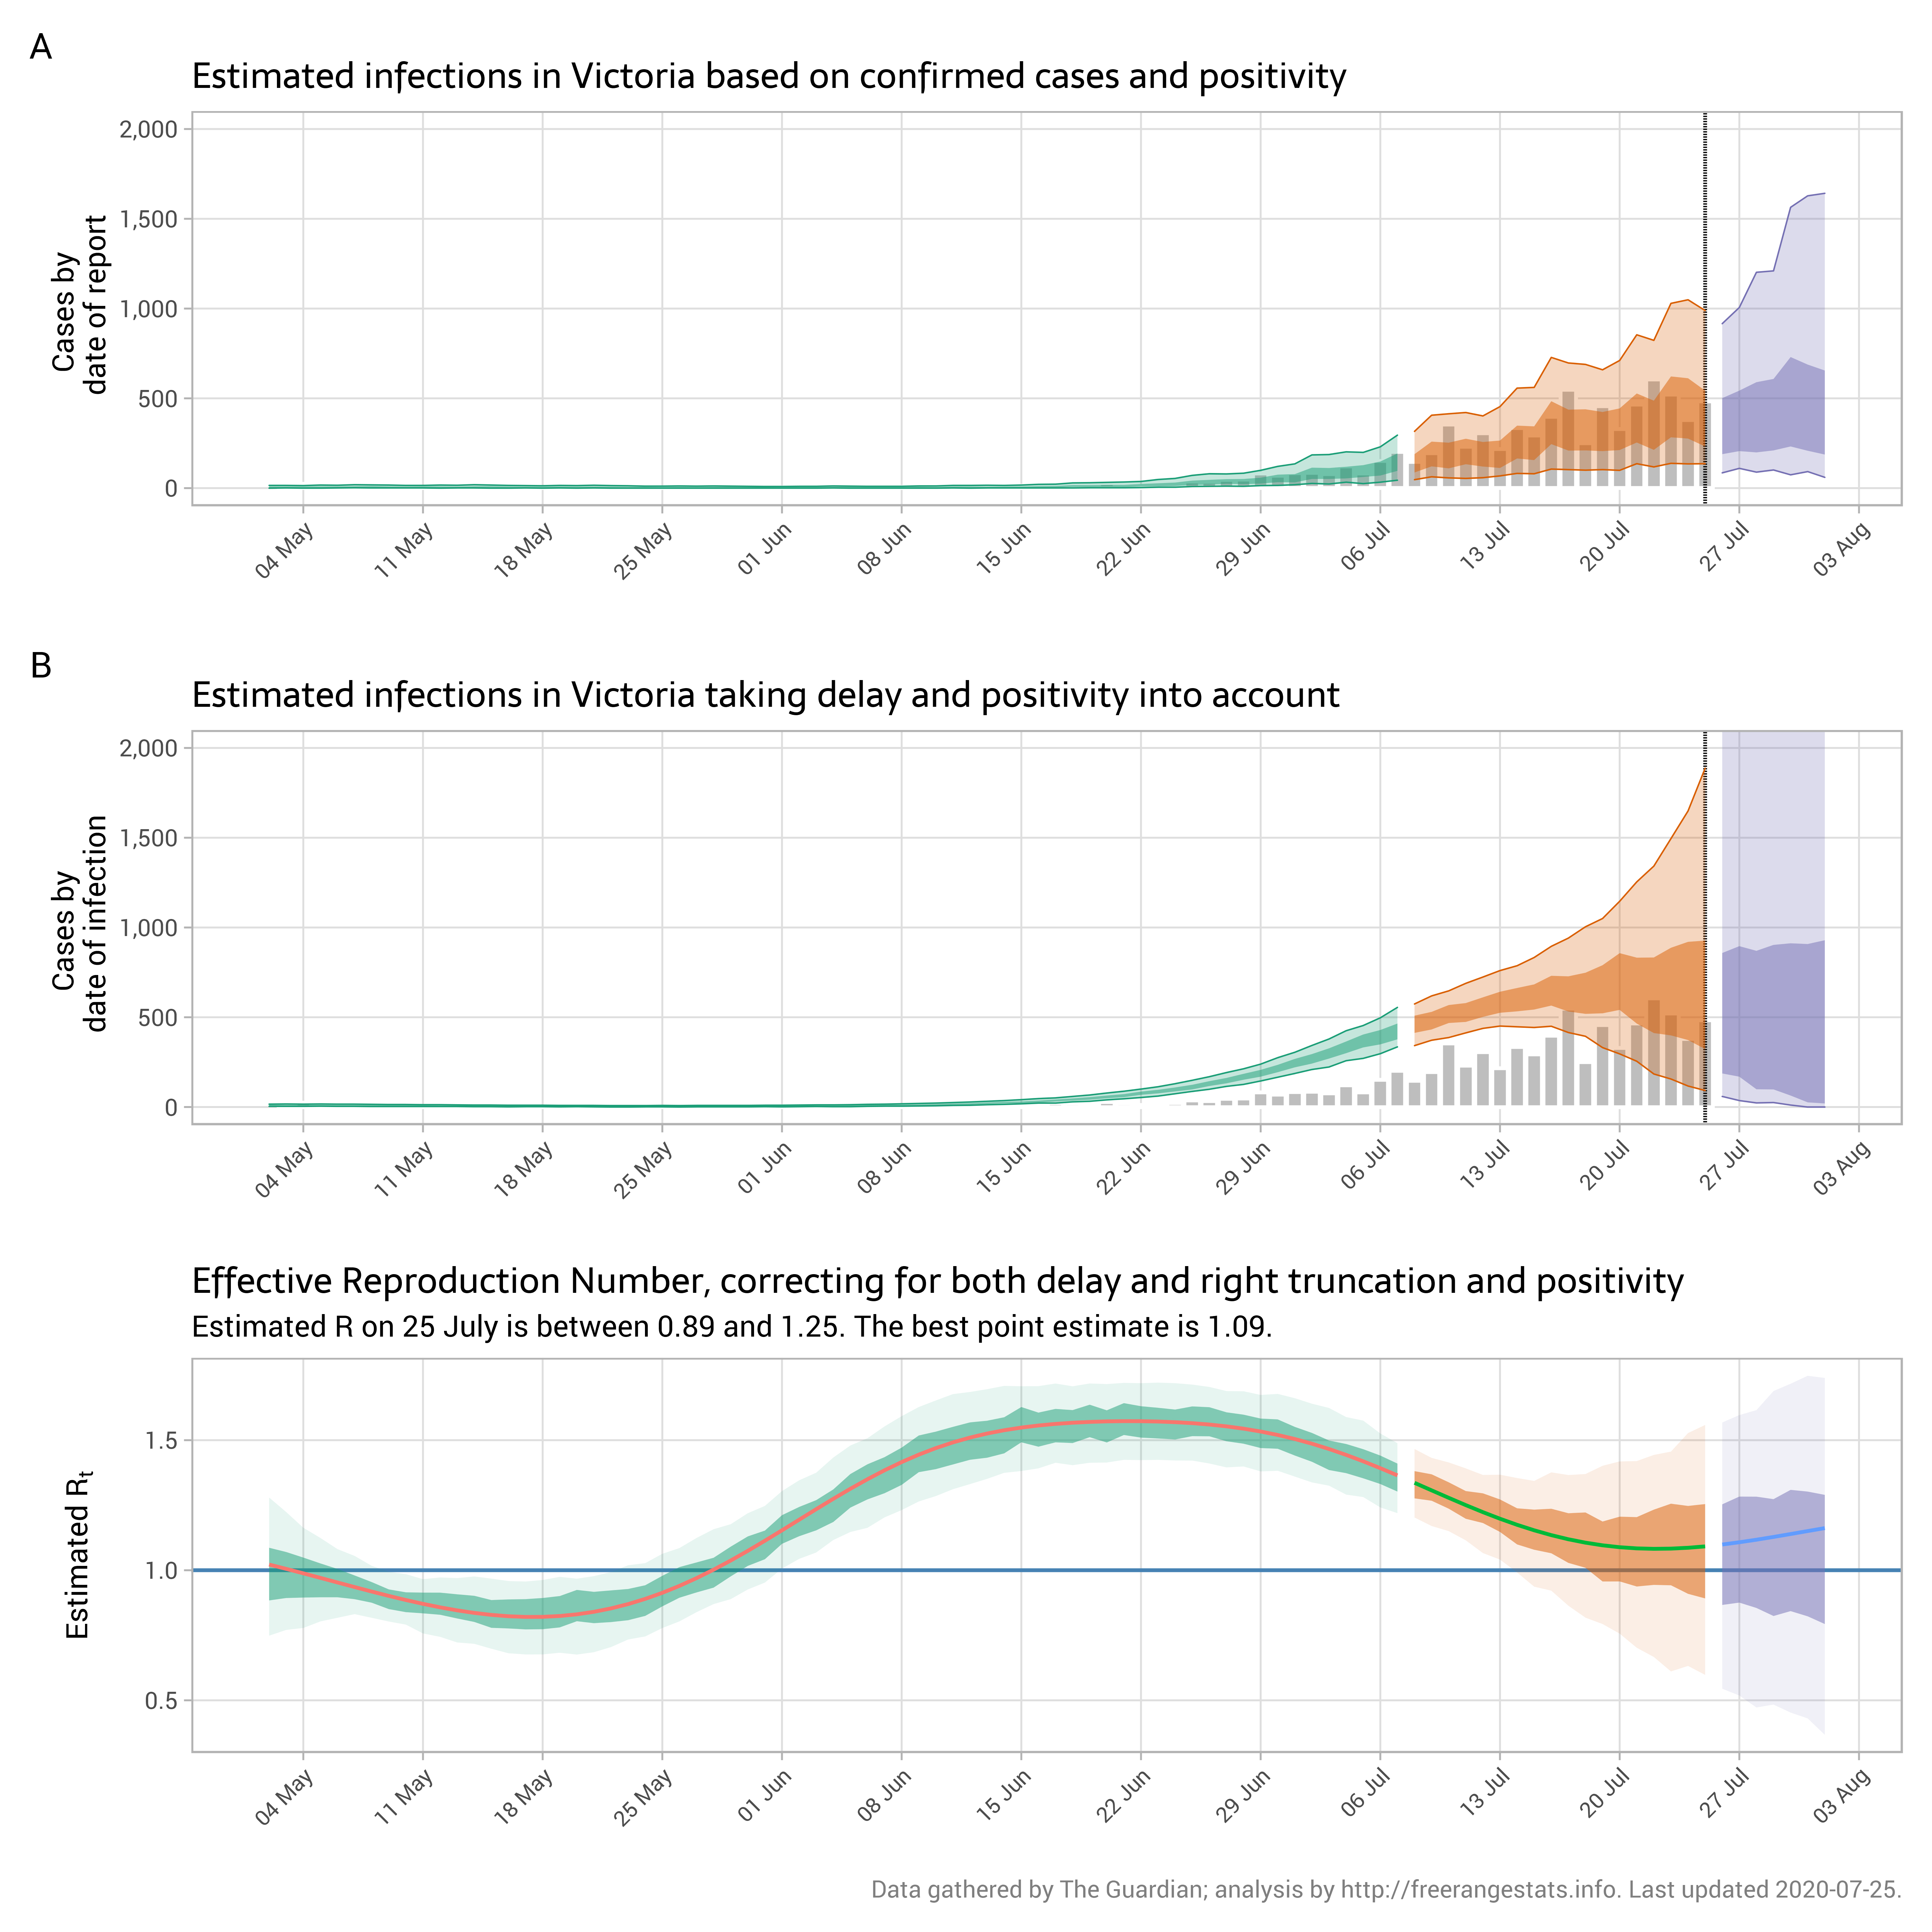 A
Estimated infections in Victoria based on confirmed cases and positivity
Cases by
date of report
2,000
1,500
1,000
500
0
04 May
11 May
18 May
25 May
01 Jun
08 Jun
15 Jun
22 Jun
29 Jun
06 Jul
13 Jul
20 Jul
27 Jul
03 Aug
B
Estimated infections in Victoria taking delay and positivity into account
Cases by
date of infection
2,000
1,500
1,000
500
0
04 May
11 May
18 May
25 May
01 Jun
08 Jun
15 Jun
22 Jun
29 Jun
06 Jul
13 Jul
20 Jul
27 Jul
03 Aug
Effective Reproduction Number, correcting for both delay and right truncation and positivity
Estimated R on 25 July is between 0.89 and 1.25. The best point estimate is 1.09.
Estimated Rt
1.5
1.0
0.5
04 May
11 May
18 May
25 May
01 Jun
08 Jun
15 Jun
22 Jun
29 Jun
06 Jul
13 Jul
20 Jul
27 Jul
03 Aug
Data gathered by The Guardian; analysis by http://freerangestats.info. Last updated 2020-07-25.